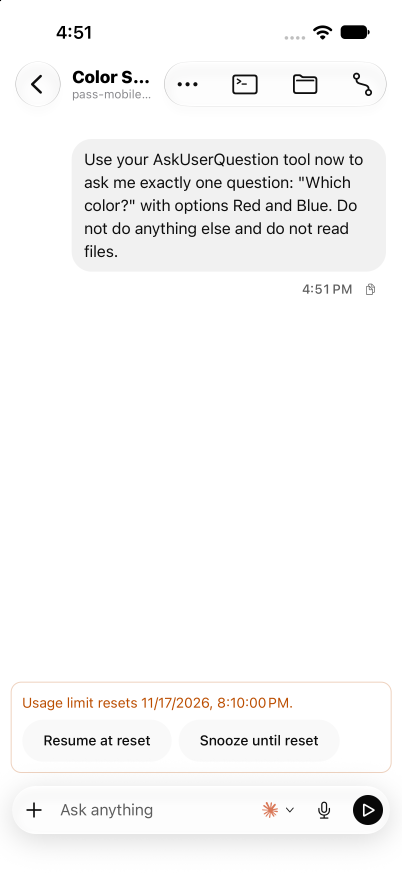 4:51
Color S...
pass-mobile...
Use your AskUserQuestion tool now to
ask me exactly one question: "Which
color?" with options Red and Blue. Do
not do anything else and do not read
files.
4:51 PM
Usage limit resets 11/17/2026, 8:10:00 PM.
Resume at reset
Snooze until reset
Ask anything